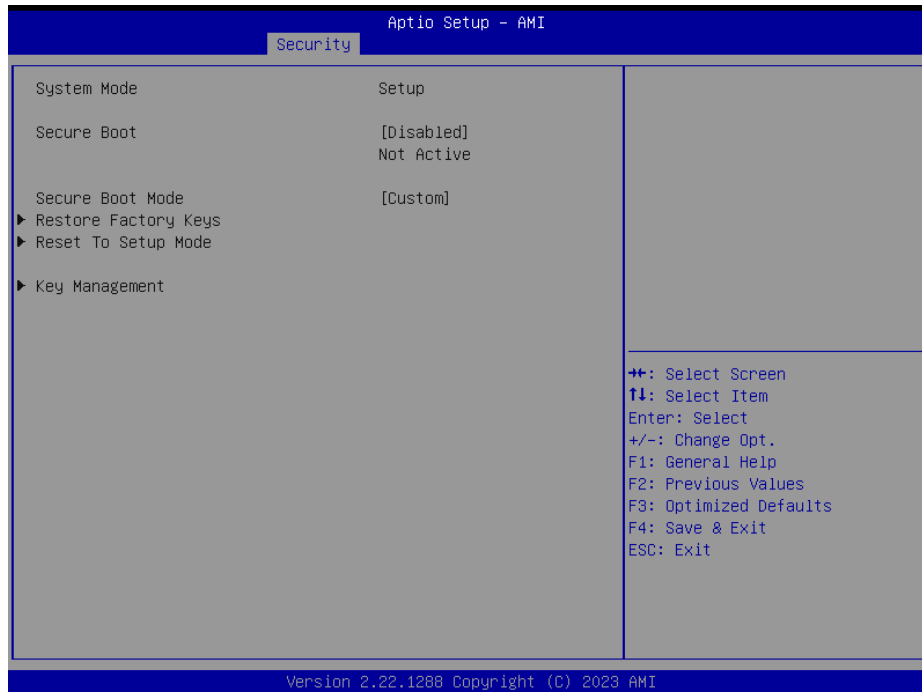 Aptio Setup - AMI
Security
System Mode Setup
Secure Boot [Disabled]
Not Active
Secure Boot Mode [Custom]
▶ Restore Factory Keys
▶ Reset To Setup Mode
▶ Key Management
→←: Select Screen
↑↓: Select Item
Enter: Select
+/-: Change Opt.
F1: General Help
F2: Previous Values
F3: Optimized Defaults
F4: Save & Exit
ESC: Exit
Version 2.22.1288 Copyright (C) 2023 AMI